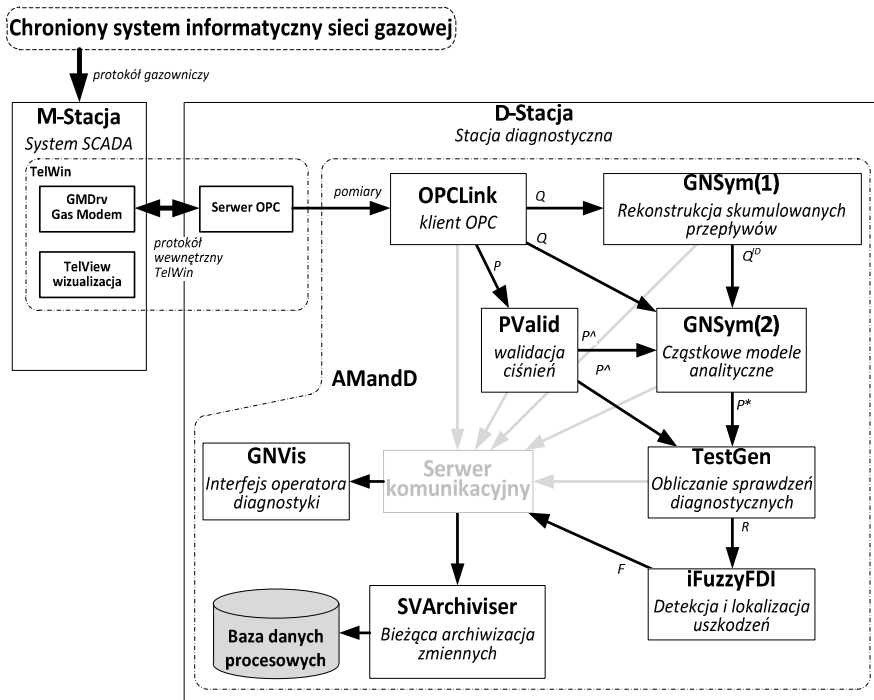 Chroniony system informatyczny sieci gazowej
protokół gazowniczy
M-Stacja
System SCADA
D-Stacja
Stacja diagnostyczna
TelWin
GMDrv
Gas Modem
TelView
wizualizacja
protokół
wewnętrzny
TelWin
Serwer OPC
pomiary
OPCLink
klient OPC
Q
Q
P
GNSym(1)
Rekonstrukcja skumulowanych
przepływów
Q^ID
PValid
walidacja
ciśnień
P^
P^
GNSym(2)
Cząstkowe modele
analityczne
P*
AMandD
GNVis
Interfejs operatora
diagnostyki
Serwer
komunikacyjny
TestGen
Obliczanie sprawdzeń
diagnostycznych
R
F
iFuzzyFDI
Detekcja i lokalizacja
uszkodzeń
SVArchiviser
Bieżąca archiwizacja
zmiennych
Baza danych
procesowych